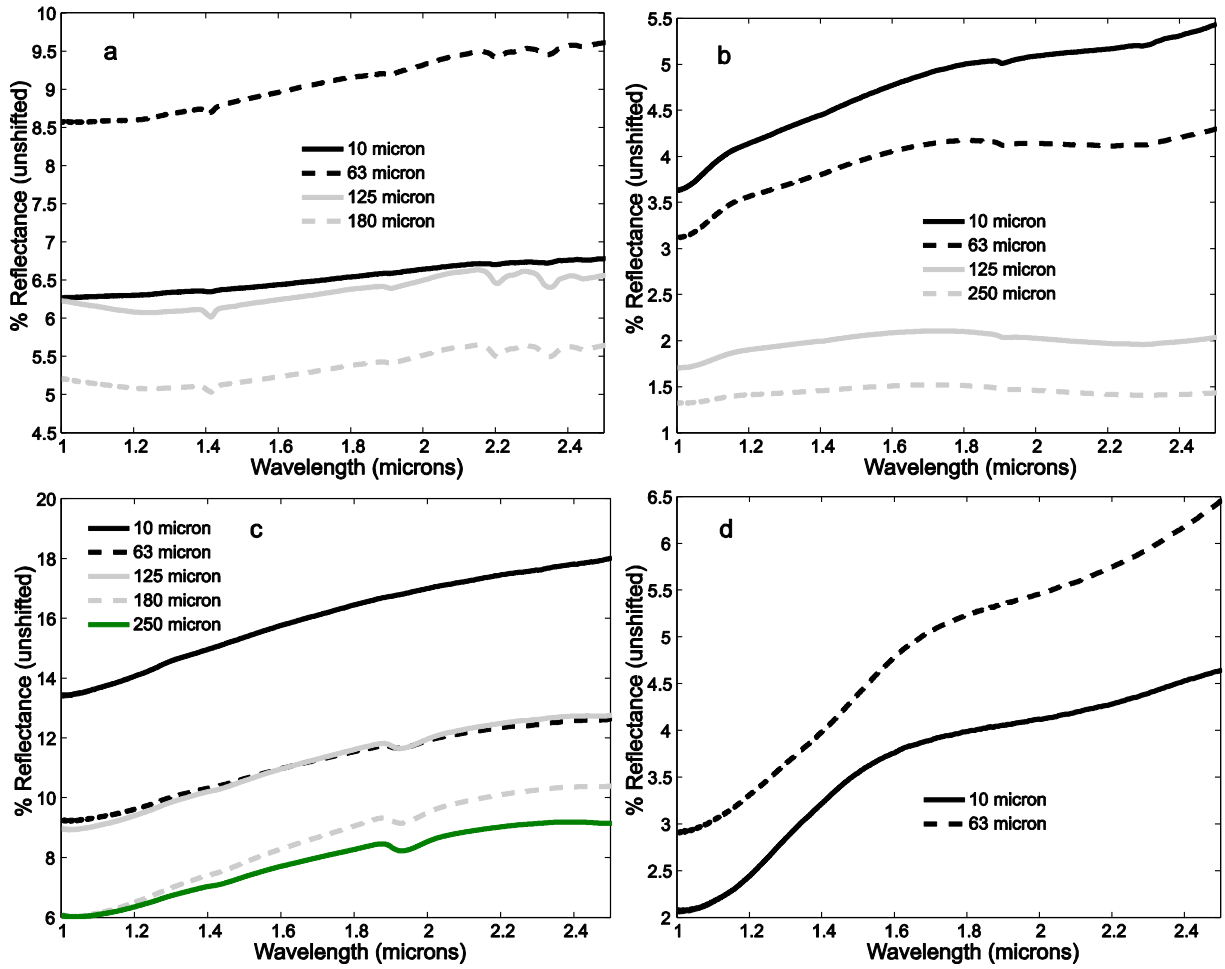 a
% Reflectance (unshifted)
10
9.5
9
8.5
8
7.5
7
6.5
6
5.5
5
4.5
10 micron
63 micron
125 micron
180 micron
1 1.2 1.4 1.6 1.8 2 2.2 2.4
Wavelength (microns)
b
% Reflectance (unshifted)
5.5
5
4.5
4
3.5
3
2.5
2
1.5
1
10 micron
63 micron
125 micron
250 micron
1 1.2 1.4 1.6 1.8 2 2.2 2.4
Wavelength (microns)
c
% Reflectance (unshifted)
20
18
16
14
12
10
8
6
10 micron
63 micron
125 micron
180 micron
250 micron
1 1.2 1.4 1.6 1.8 2 2.2 2.4
Wavelength (microns)
d
% Reflectance (unshifted)
6.5
6
5.5
5
4.5
4
3.5
3
2.5
2
10 micron
63 micron
1 1.2 1.4 1.6 1.8 2 2.2 2.4
Wavelength (microns)